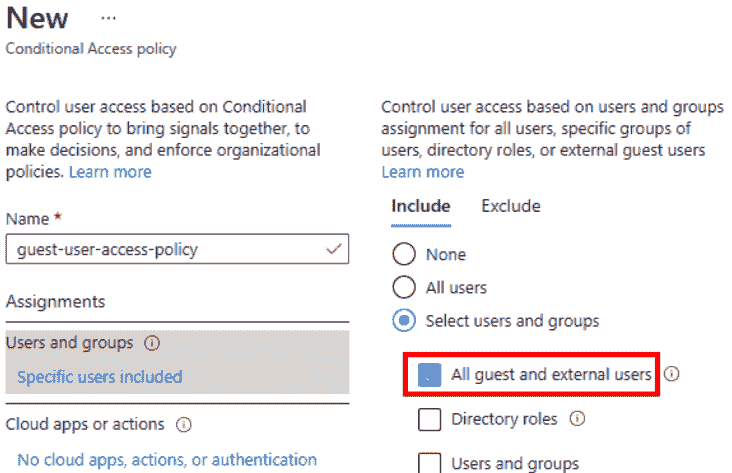 New ...
Conditional Access policy
Control user access based on Conditional
Access policy to bring signals together, to
make decisions, and enforce organizational
policies. Learn more
Name *
guest-user-access-policy
Assignments
Users and groups
Specific users included
Cloud apps or actions
No cloud apps, actions, or authentication
Control user access based on users and groups
assignment for all users, specific groups of
users, directory roles, or external guest users
Learn more
Include Exclude
None
All users
Select users and groups
All guest and external users
Directory roles
Users and groups